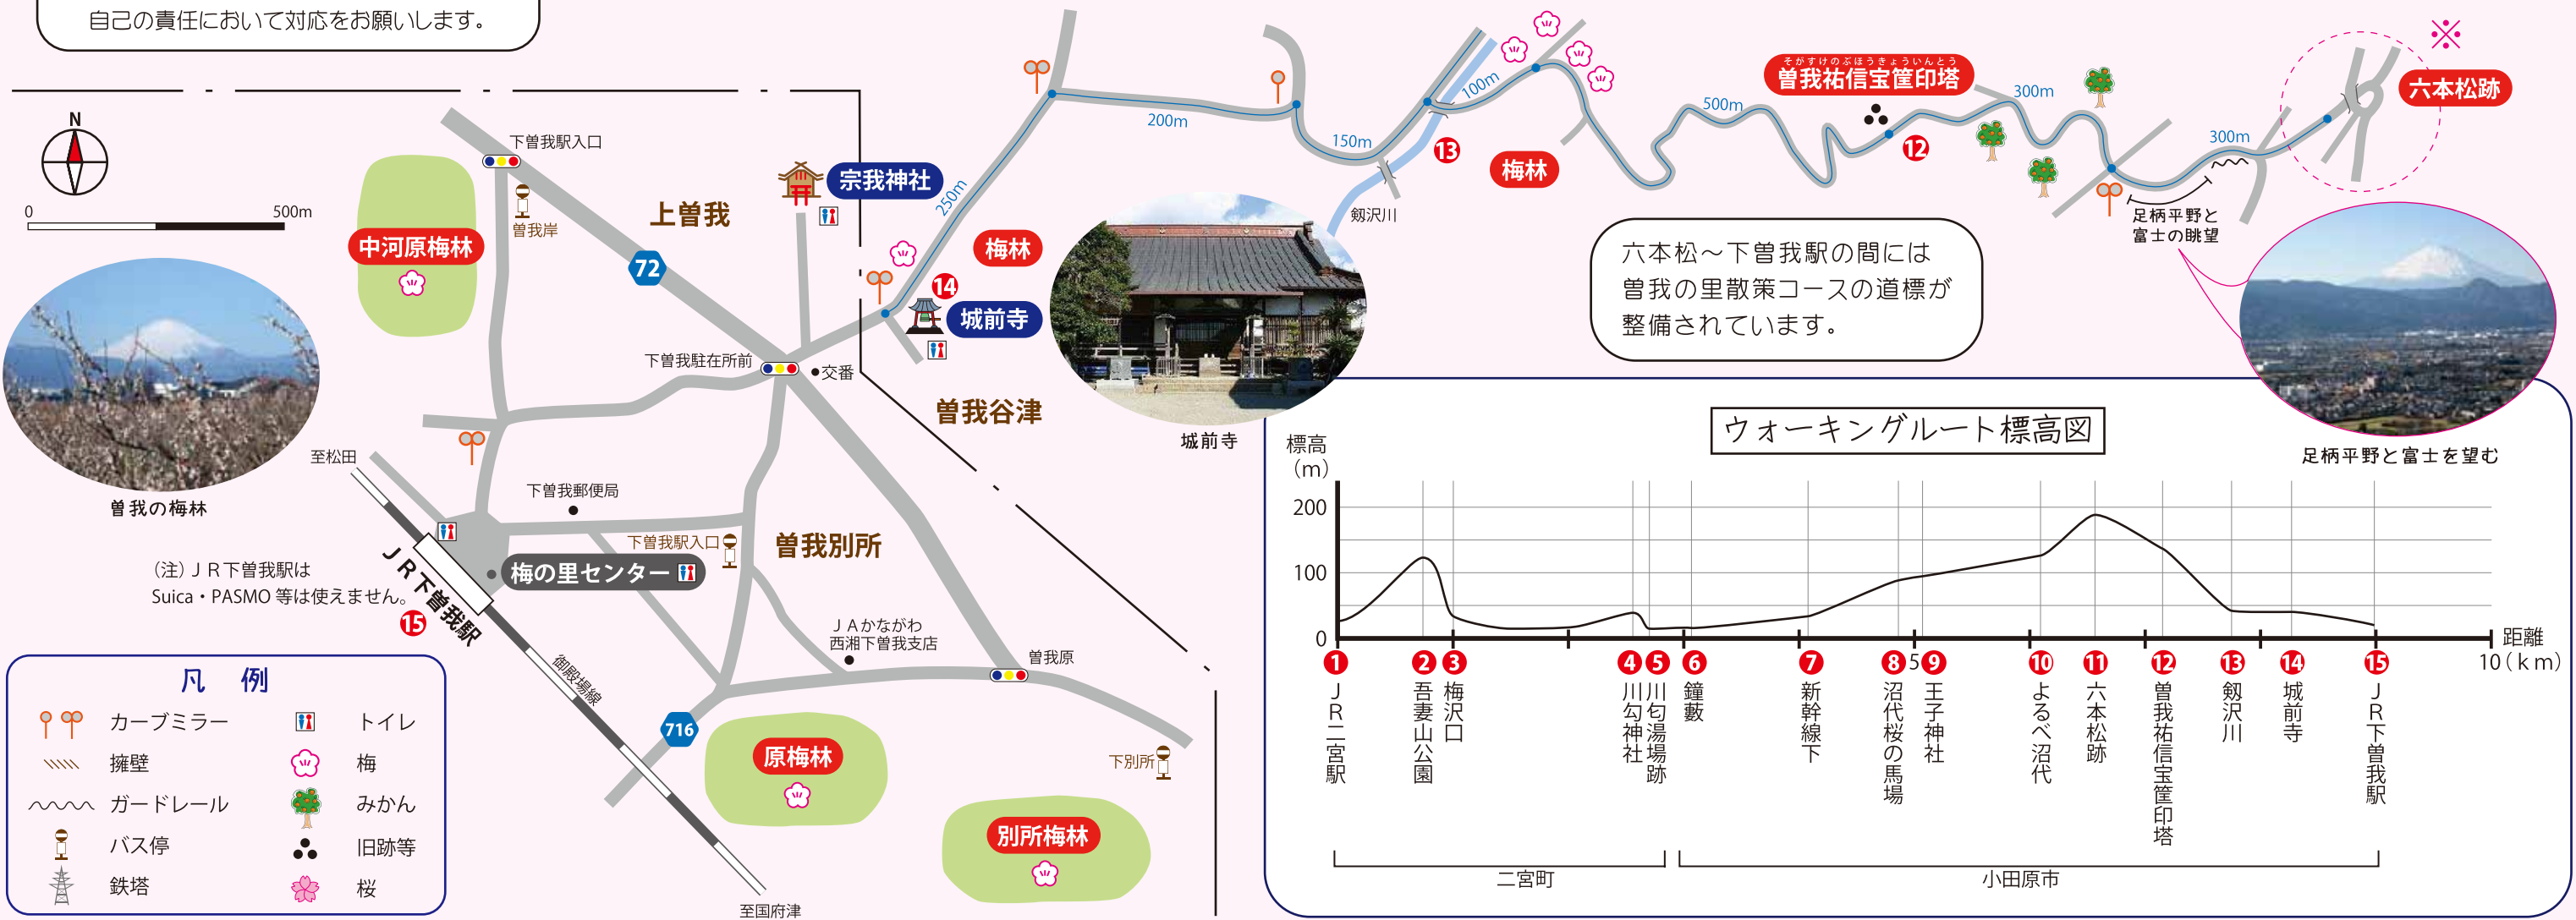 自己の責任において対応をお願いします。
N
0
500m
下曽我駅入口
曽我岸
中河原梅林
上曽我
72
宗我神社
曽我の梅林
下曽我駐在所前
交番
14
城前寺
梅林
250m
200m
150m
100m
13
剱沢川
梅林
500m
そがすけのぶほうきょういんとう
曽我祐信宝筐印塔
12
300m
300m
※
六本松跡
足柄平野と
富士の眺望
足柄平野と富士を望む
六本松～下曽我駅の間には
曽我の里散策コースの道標が
整備されています。
曽我谷津
城前寺
至松田
下曽我郵便局
下曽我駅入口
曽我別所
梅の里センター
(注)ＪＲ下曽我駅は
Suica・PASMO 等は使えません。
15
ＪＲ下曽我駅
御殿場線
ＪＡかながわ
西湘下曽我支店
曽我原
716
原梅林
別所梅林
下別所
至国府津
凡 例
カーブミラー
トイレ
擁壁
梅
ガードレール
みかん
バス停
旧跡等
鉄塔
桜
ウォーキングルート標高図
標高
(m)
200
100
0
5
10
距離
(ｋｍ)
1 ＪＲ二宮駅
2 吾妻山公園
3 梅沢口
4 川勾神社
5 川匂湯場跡
6 鐘藪
7 新幹線下
8 沼代桜の馬場
9 王子神社
10 よるべ沼代
11 六本松跡
12 曽我祐信宝筐印塔
13 剱沢川
14 城前寺
15 ＪＲ下曽我駅
二宮町
小田原市